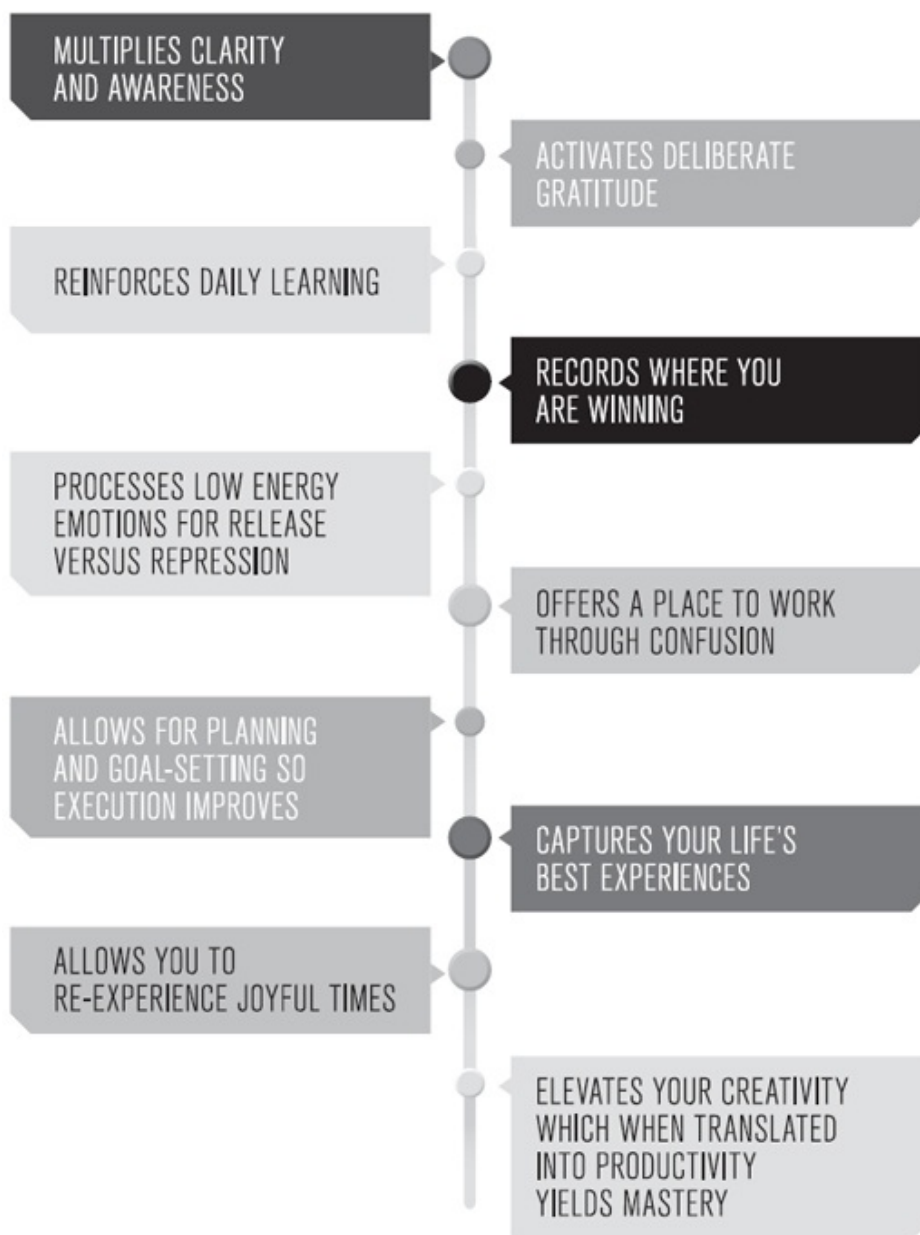 MULTIPLIES CLARITY
AND AWARENESS
ACTIVATES DELIBERATE
GRATITUDE
REINFORCES DAILY LEARNING
RECORDS WHERE YOU
ARE WINNING
PROCESSES LOW ENERGY
EMOTIONS FOR RELEASE
VERSUS REPRESSION
OFFERS A PLACE TO WORK
THROUGH CONFUSION
ALLOWS FOR PLANNING
AND GOAL-SETTING SO
EXECUTION IMPROVES
CAPTURES YOUR LIFE'S
BEST EXPERIENCES
ALLOWS YOU TO
RE-EXPERIENCE JOYFUL TIMES
ELEVATES YOUR CREATIVITY
WHICH WHEN TRANSLATED
INTO PRODUCTIVITY
YIELDS MASTERY